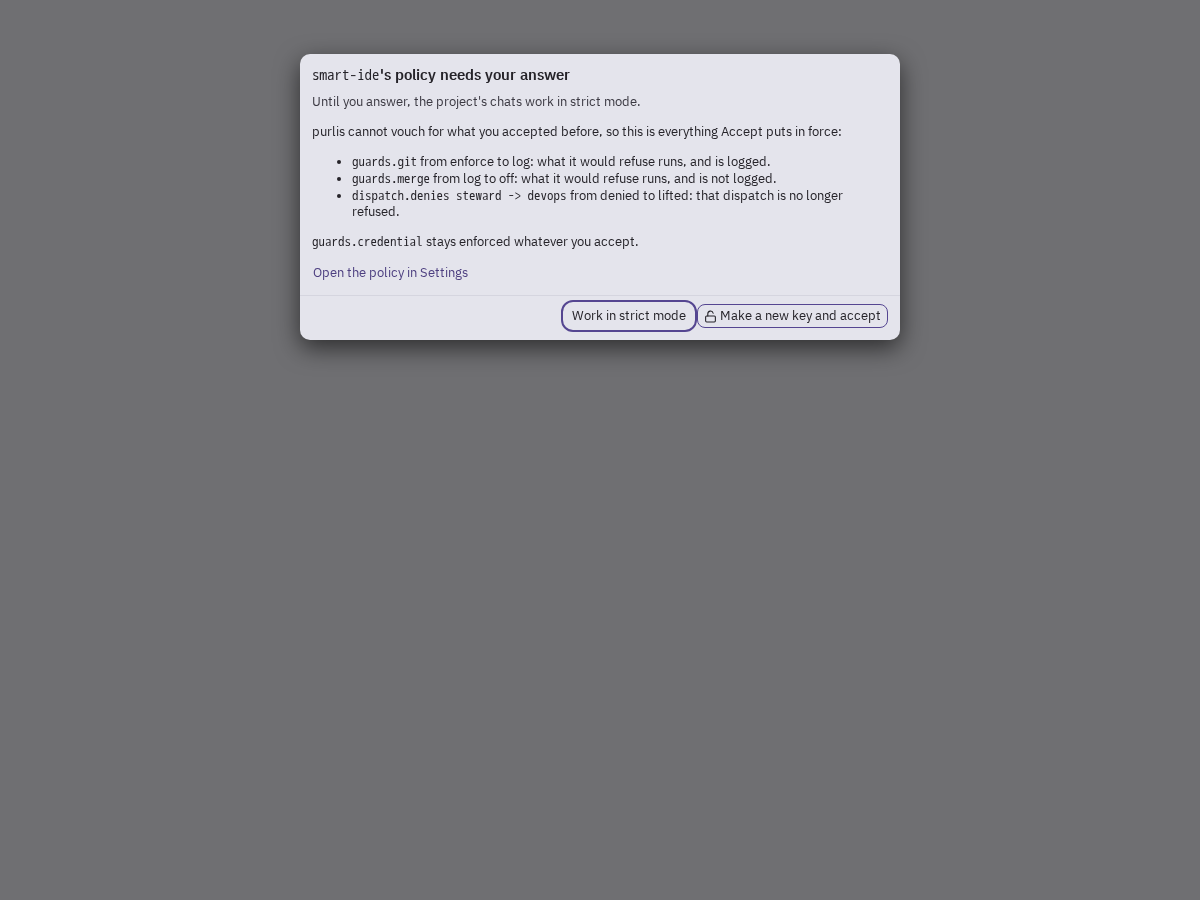 smart-ide's policy needs your answer
Until you answer, the project's chats work in strict mode.
purlis cannot vouch for what you accepted before, so this is everything Accept puts in force:
• guards.git from enforce to log: what it would refuse runs, and is logged.
• guards.merge from log to off: what it would refuse runs, and is not logged.
• dispatch.denies steward -> devops from denied to lifted: that dispatch is no longer
refused.
guards.credential stays enforced whatever you accept.
Open the policy in Settings
Work in strict mode
Make a new key and accept